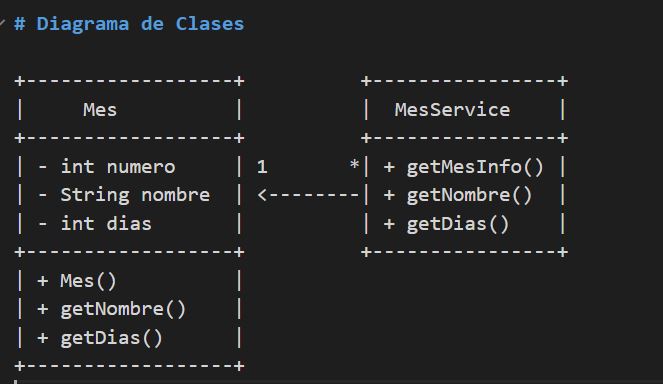 # Diagrama de Clases
+------------------+          +----------------+
|     Mes          |          |  MesService    |
+------------------+          +----------------+
| - int numero     | 1       *| + getMesInfo() |
| - String nombre  | <--------| + getNombre()  |
| - int dias       |          | + getDias()    |
+------------------+          +----------------+
| + Mes()          |
| + getNombre()    |
| + getDias()      |
+------------------+